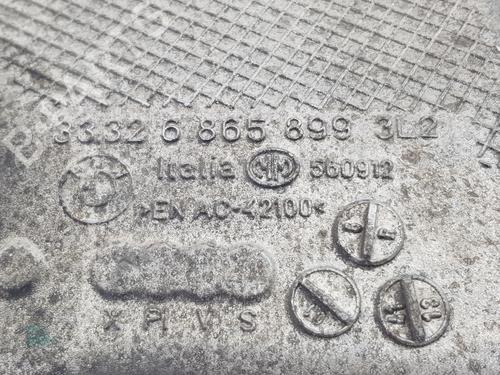 33.32 6 865 899 3L2
Italia 560912
>EN AC-42100<
X P V S